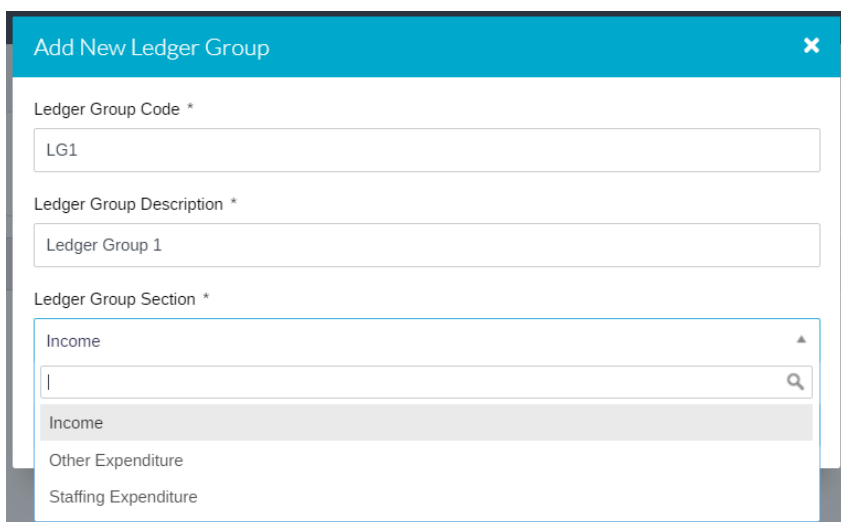 Add New Ledger Group
Ledger Group Code *
LG1
Ledger Group Description *
Ledger Group 1
Ledger Group Section *
Income
Income
Other Expenditure
Staffing Expenditure